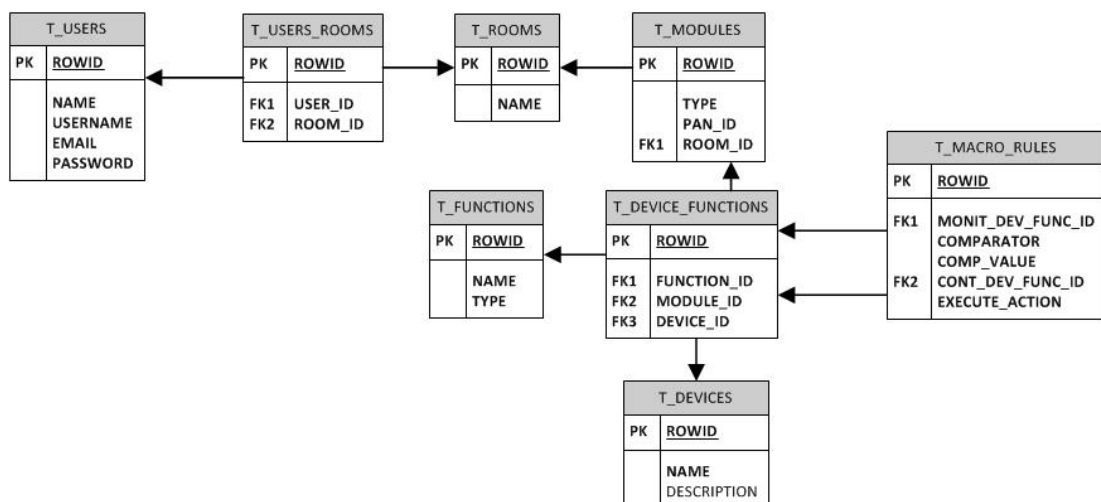 T_USERS
PK ROWID
NAME
USERNAME
EMAIL
PASSWORD
T_USERS_ROOMS
PK ROWID
FK1 USER_ID
FK2 ROOM_ID
T_ROOMS
PK ROWID
NAME
T_MODULES
PK ROWID
TYPE
PAN_ID
FK1 ROOM_ID
T_MACRO_RULES
PK ROWID
FK1 MONIT_DEV_FUNC_ID
COMPARATOR
COMP_VALUE
FK2 CONT_DEV_FUNC_ID
EXECUTE_ACTION
T_FUNCTIONS
PK ROWID
NAME
TYPE
T_DEVICE_FUNCTIONS
PK ROWID
FK1 FUNCTION_ID
FK2 MODULE_ID
FK3 DEVICE_ID
T_DEVICES
PK ROWID
NAME
DESCRIPTION